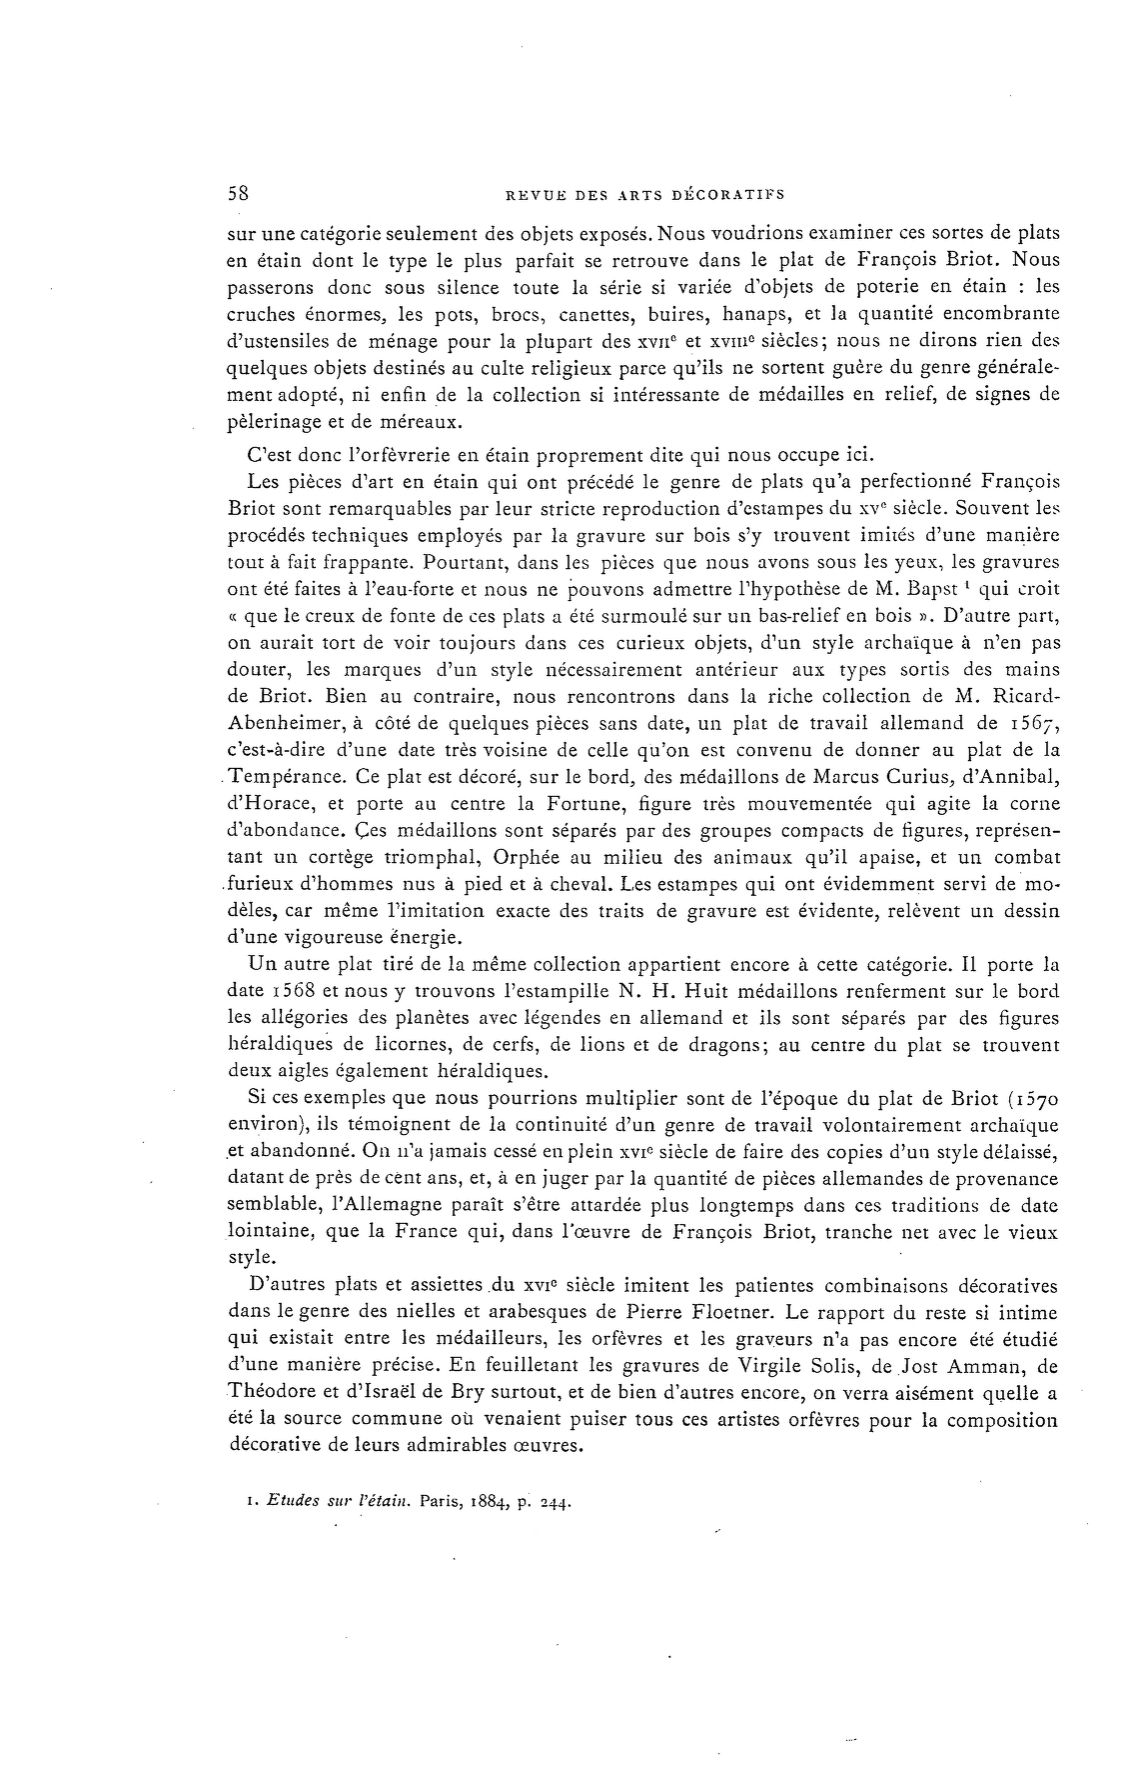 58 REVUE DES ARTS DÉCORATIFS
sur une catégorie seulement des objets exposés. Nous voudrions examiner ces sortes de plats
en étain dont le type le plus parfait se retrouve dans le plat de François Briot. Nous
passerons donc sous silence toute la série si variée d'objets de poterie en étain : les
cruches énormes, les pots, brocs, canettes, buires, hanaps, et la quantité encombrante
d'ustensiles de ménage pour la plupart des XVIIe et XVIIIe siècles; nous ne dirons rien des
quelques objets destinés au culte religieux parce qu'ils ne sortent guère du genre générale-
ment adopté, ni enfin de la collection si intéressante de médailles en relief, de signes de
pèlerinage et de méreaux.
C'est donc l'orfèvrerie en étain proprement dite qui nous occupe ici.
Les pièces d'art en étain qui ont précédé le genre de plats qu'a perfectionné François
Briot sont remarquables par leur stricte reproduction d'estampes du XVe siècle. Souvent les
procédés techniques employés par la gravure sur bois s'y trouvent imités d'une manière
tout à fait frappante. Pourtant, dans les pièces que nous avons sous les yeux, les gravures
ont été faites à l'eau-forte et nous ne pouvons admettre l'hypothèse de M. Bapst 1 qui croit
« que le creux de fonte de ces plats a été surmoulé sur un bas-relief en bois ». D'autre part,
on aurait tort de voir toujours dans ces curieux objets, d'un style archaïque à n'en pas
douter, les marques d'un style nécessairement antérieur aux types sortis des mains
de Briot. Bien au contraire, nous rencontrons dans la riche collection de M. Ricard-
Abenheimer, à côté de quelques pièces sans date, un plat de travail allemand de 1567,
c'est-à-dire d'une date très voisine de celle qu'on est convenu de donner au plat de la
Tempérance. Ce plat est décoré, sur le bord, des médaillons de Marcus Curius, d'Annibal,
d'Horace, et porte au centre la Fortune, figure très mouvementée qui agite la corne
d'abondance. Ces médaillons sont séparés par des groupes compacts de figures, représen-
tant un cortège triomphal, Orphée au milieu des animaux qu'il apaise, et un combat
furieux d'hommes nus à pied et à cheval. Les estampes qui ont évidemment servi de mo-
dèles, car même l'imitation exacte des traits de gravure est évidente, relèvent un dessin
d'une vigoureuse énergie.
Un autre plat tiré de la même collection appartient encore à cette catégorie. Il porte la
date 1568 et nous y trouvons l'estampille N. H. Huit médaillons renferment sur le bord
les allégories des planètes avec légendes en allemand et ils sont séparés par des figures
héraldiques de licornes, de cerfs, de lions et de dragons; au centre du plat se trouvent
deux aigles également héraldiques.
Si ces exemples que nous pourrions multiplier sont de l'époque du plat de Briot (1570
environ), ils témoignent de la continuité d'un genre de travail volontairement archaïque
et abandonné. On n'a jamais cessé en plein XVIe siècle de faire des copies d'un style délaissé,
datant de près de cent ans, et, à en juger par la quantité de pièces allemandes de provenance
semblable, l'Allemagne paraît s'être attardée plus longtemps dans ces traditions de date
lointaine, que la France qui, dans l'œuvre de François Briot, tranche net avec le vieux
style.
D'autres plats et assiettes du XVIe siècle imitent les patientes combinaisons décoratives
dans le genre des nielles et arabesques de Pierre Floetner. Le rapport du reste si intime
qui existait entre les médailleurs, les orfèvres et les graveurs n'a pas encore été étudié
d'une manière précise. En feuilletant les gravures de Virgile Solis, de Jost Amman, de
Théodore et d'Israël de Bry surtout, et de bien d'autres encore, on verra aisément quelle a
été la source commune où venaient puiser tous ces artistes orfèvres pour la composition
décorative de leurs admirables œuvres.
1. Etudes sur l'étain. Paris, 1884, p. 244.